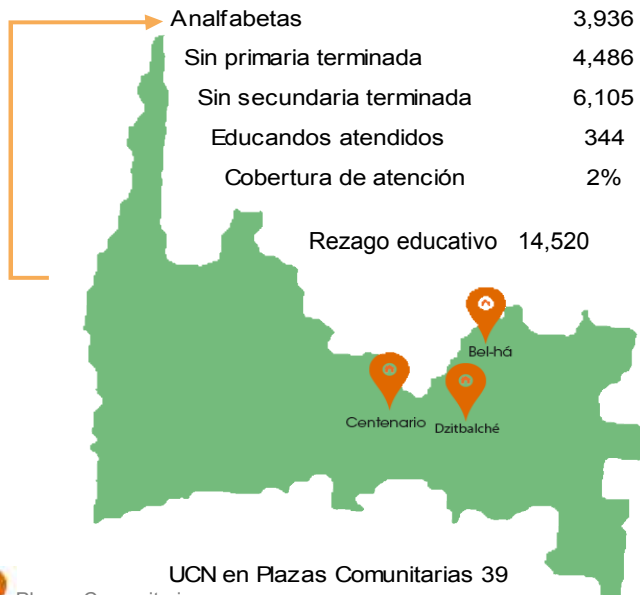 Analfabetas 3,936
Sin primaria terminada 4,486
Sin secundaria terminada 6,105
Educandos atendidos 344
Cobertura de atención 2%
Rezago educativo 14,520
Bel-há
Centenario
Dzitbalché
UCN en Plazas Comunitarias 39